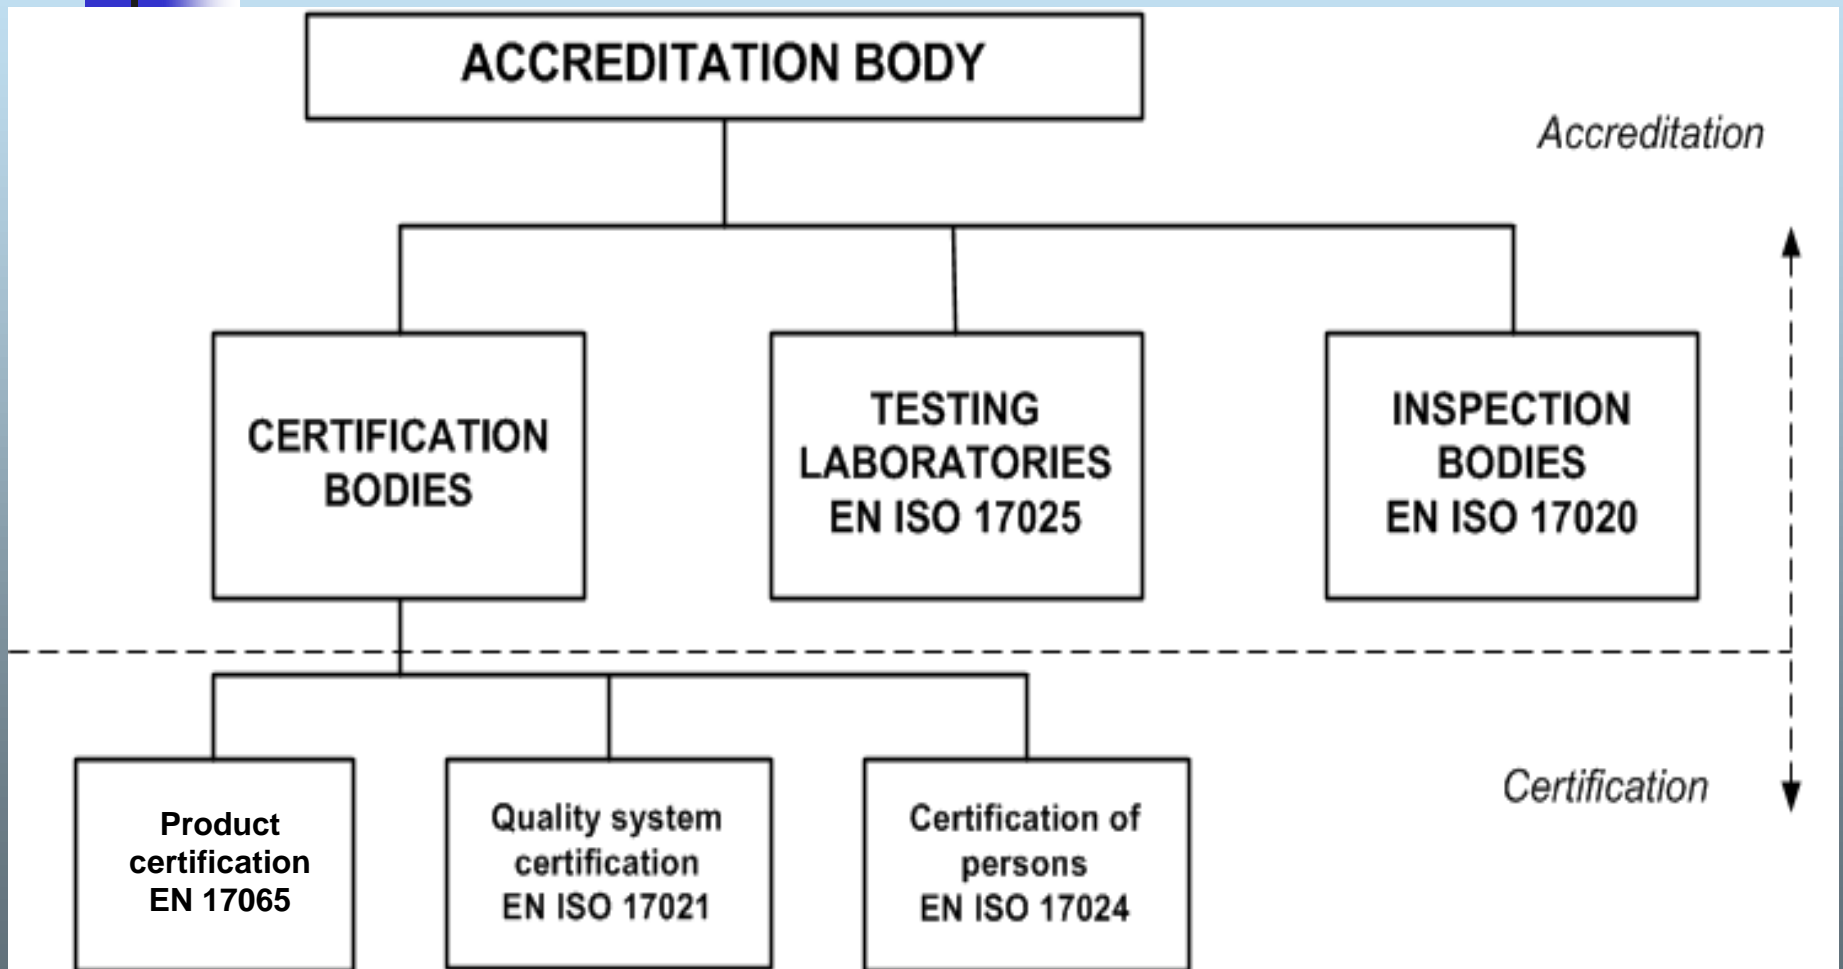 ACCREDITATION BODY
Accreditation
CERTIFICATION
BODIES
TESTING
LABORATORIES
EN ISO 17025
INSPECTION
BODIES
EN ISO 17020
Product
certification
EN 17065
Quality system
certification
EN ISO 17021
Certification of
persons
EN ISO 17024
Certification